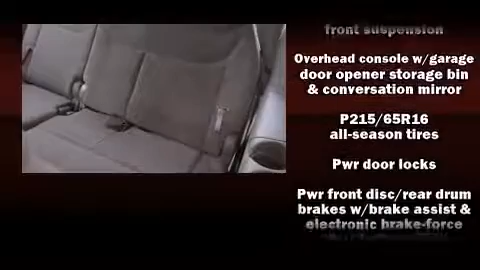 front suspension
Overhead console w/garage
door opener storage bin
& conversation mirror
P215/65R16
all-season tires
Pwr door locks
Pwr front disc/rear drum
brakes w/brake assist &
electronic brake-force